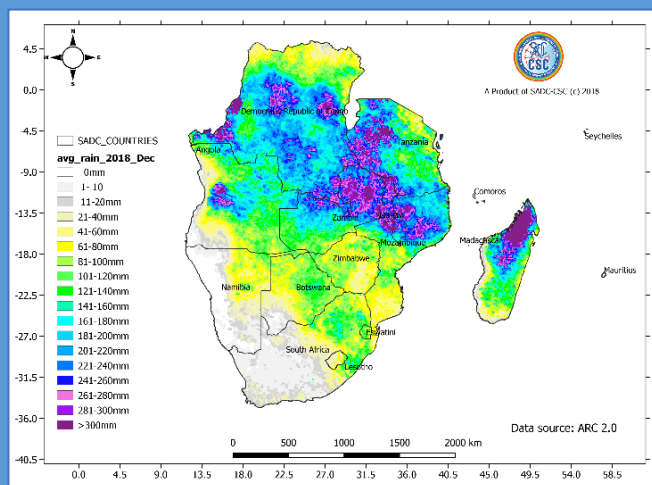 N
W E
S
CSC
A Product of SADC-CSC (c) 2018
4.5
0.0
-4.5
-9.0
-13.5
-18.0
-22.5
-27.0
-31.5
-36.0
-40.5
SADC_COUNTRIES
avg_rain_2018_Dec
0mm
1- 10
11-20mm
21-40mm
41-60mm
61-80mm
81-100mm
101-120mm
121-140mm
141-160mm
161-180mm
181-200mm
201-220mm
221-240mm
241-260mm
261-280mm
281-300mm
>300mm
Democratic Republic of Congo
Tanzania
Angola
Seychelles
Comoros
Zambia
Mozambique
Madagasca
Mauritius
Zimbabwe
Namibia
Botswana
Eswatini
South Africa
Lesotho
Data source: ARC 2.0
0 500 1000 1500 2000 km
0.0 4.5 9.0 13.5 18.0 22.5 27.0 31.5 36.0 40.5 45.0 49.5 54.0 58.5